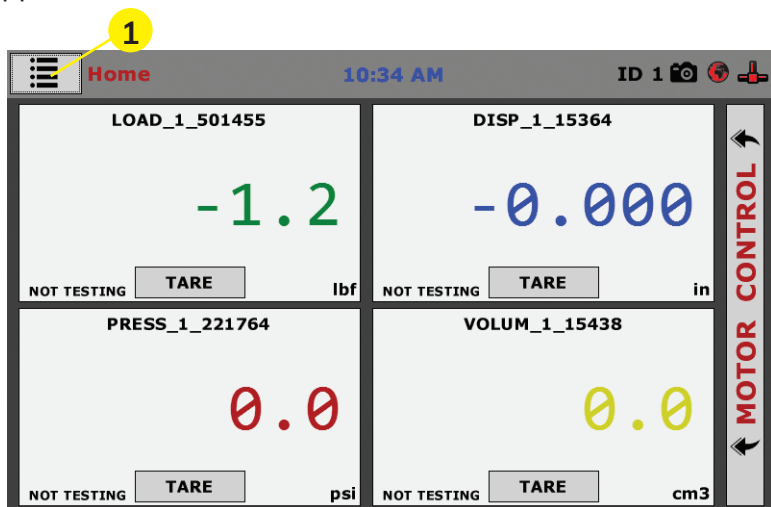 1
Home 10:34 AM ID 1
LOAD_1_501455
-1.2
NOT TESTING TARE lbf
DISP_1_15364
-0.000
NOT TESTING TARE in
PRESS_1_221764
0.0
NOT TESTING TARE psi
VOLUM_1_15438
0.0
NOT TESTING TARE cm3
MOTOR CONTROL